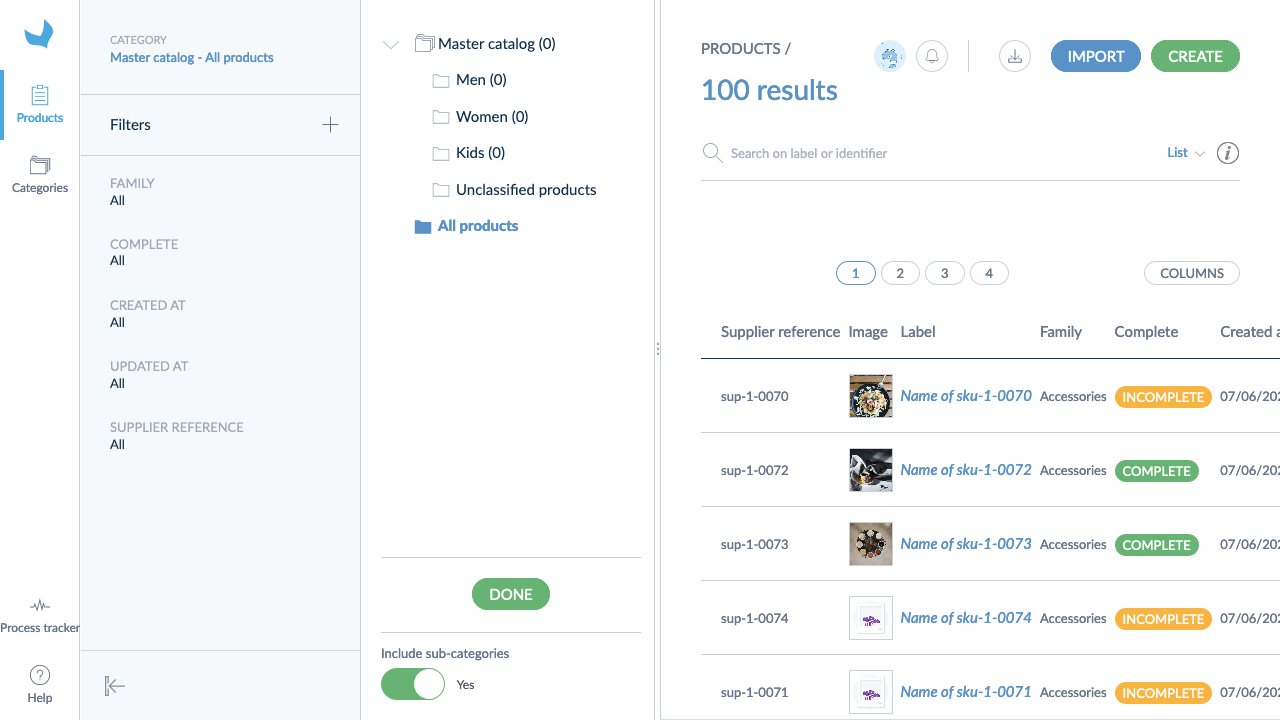 Products
Categories
Process tracker
Help
CATEGORY
Master catalog - All products
Filters
FAMILY
All
COMPLETE
All
CREATED AT
All
UPDATED AT
All
SUPPLIER REFERENCE
All
Master catalog (0)
Men (0)
Women (0)
Kids (0)
Unclassified products
All products
DONE
Include sub-categories
Yes
PRODUCTS /
IMPORT
CREATE
100 results
Search on label or identifier
List
1 2 3 4
COLUMNS
Supplier reference Image Label Family Complete Created a
sup-1-0070 Name of sku-1-0070 Accessories INCOMPLETE 07/06/202
sup-1-0072 Name of sku-1-0072 Accessories COMPLETE 07/06/202
sup-1-0073 Name of sku-1-0073 Accessories COMPLETE 07/06/202
sup-1-0074 Name of sku-1-0074 Accessories INCOMPLETE 07/06/202
sup-1-0071 Name of sku-1-0071 Accessories INCOMPLETE 07/06/202